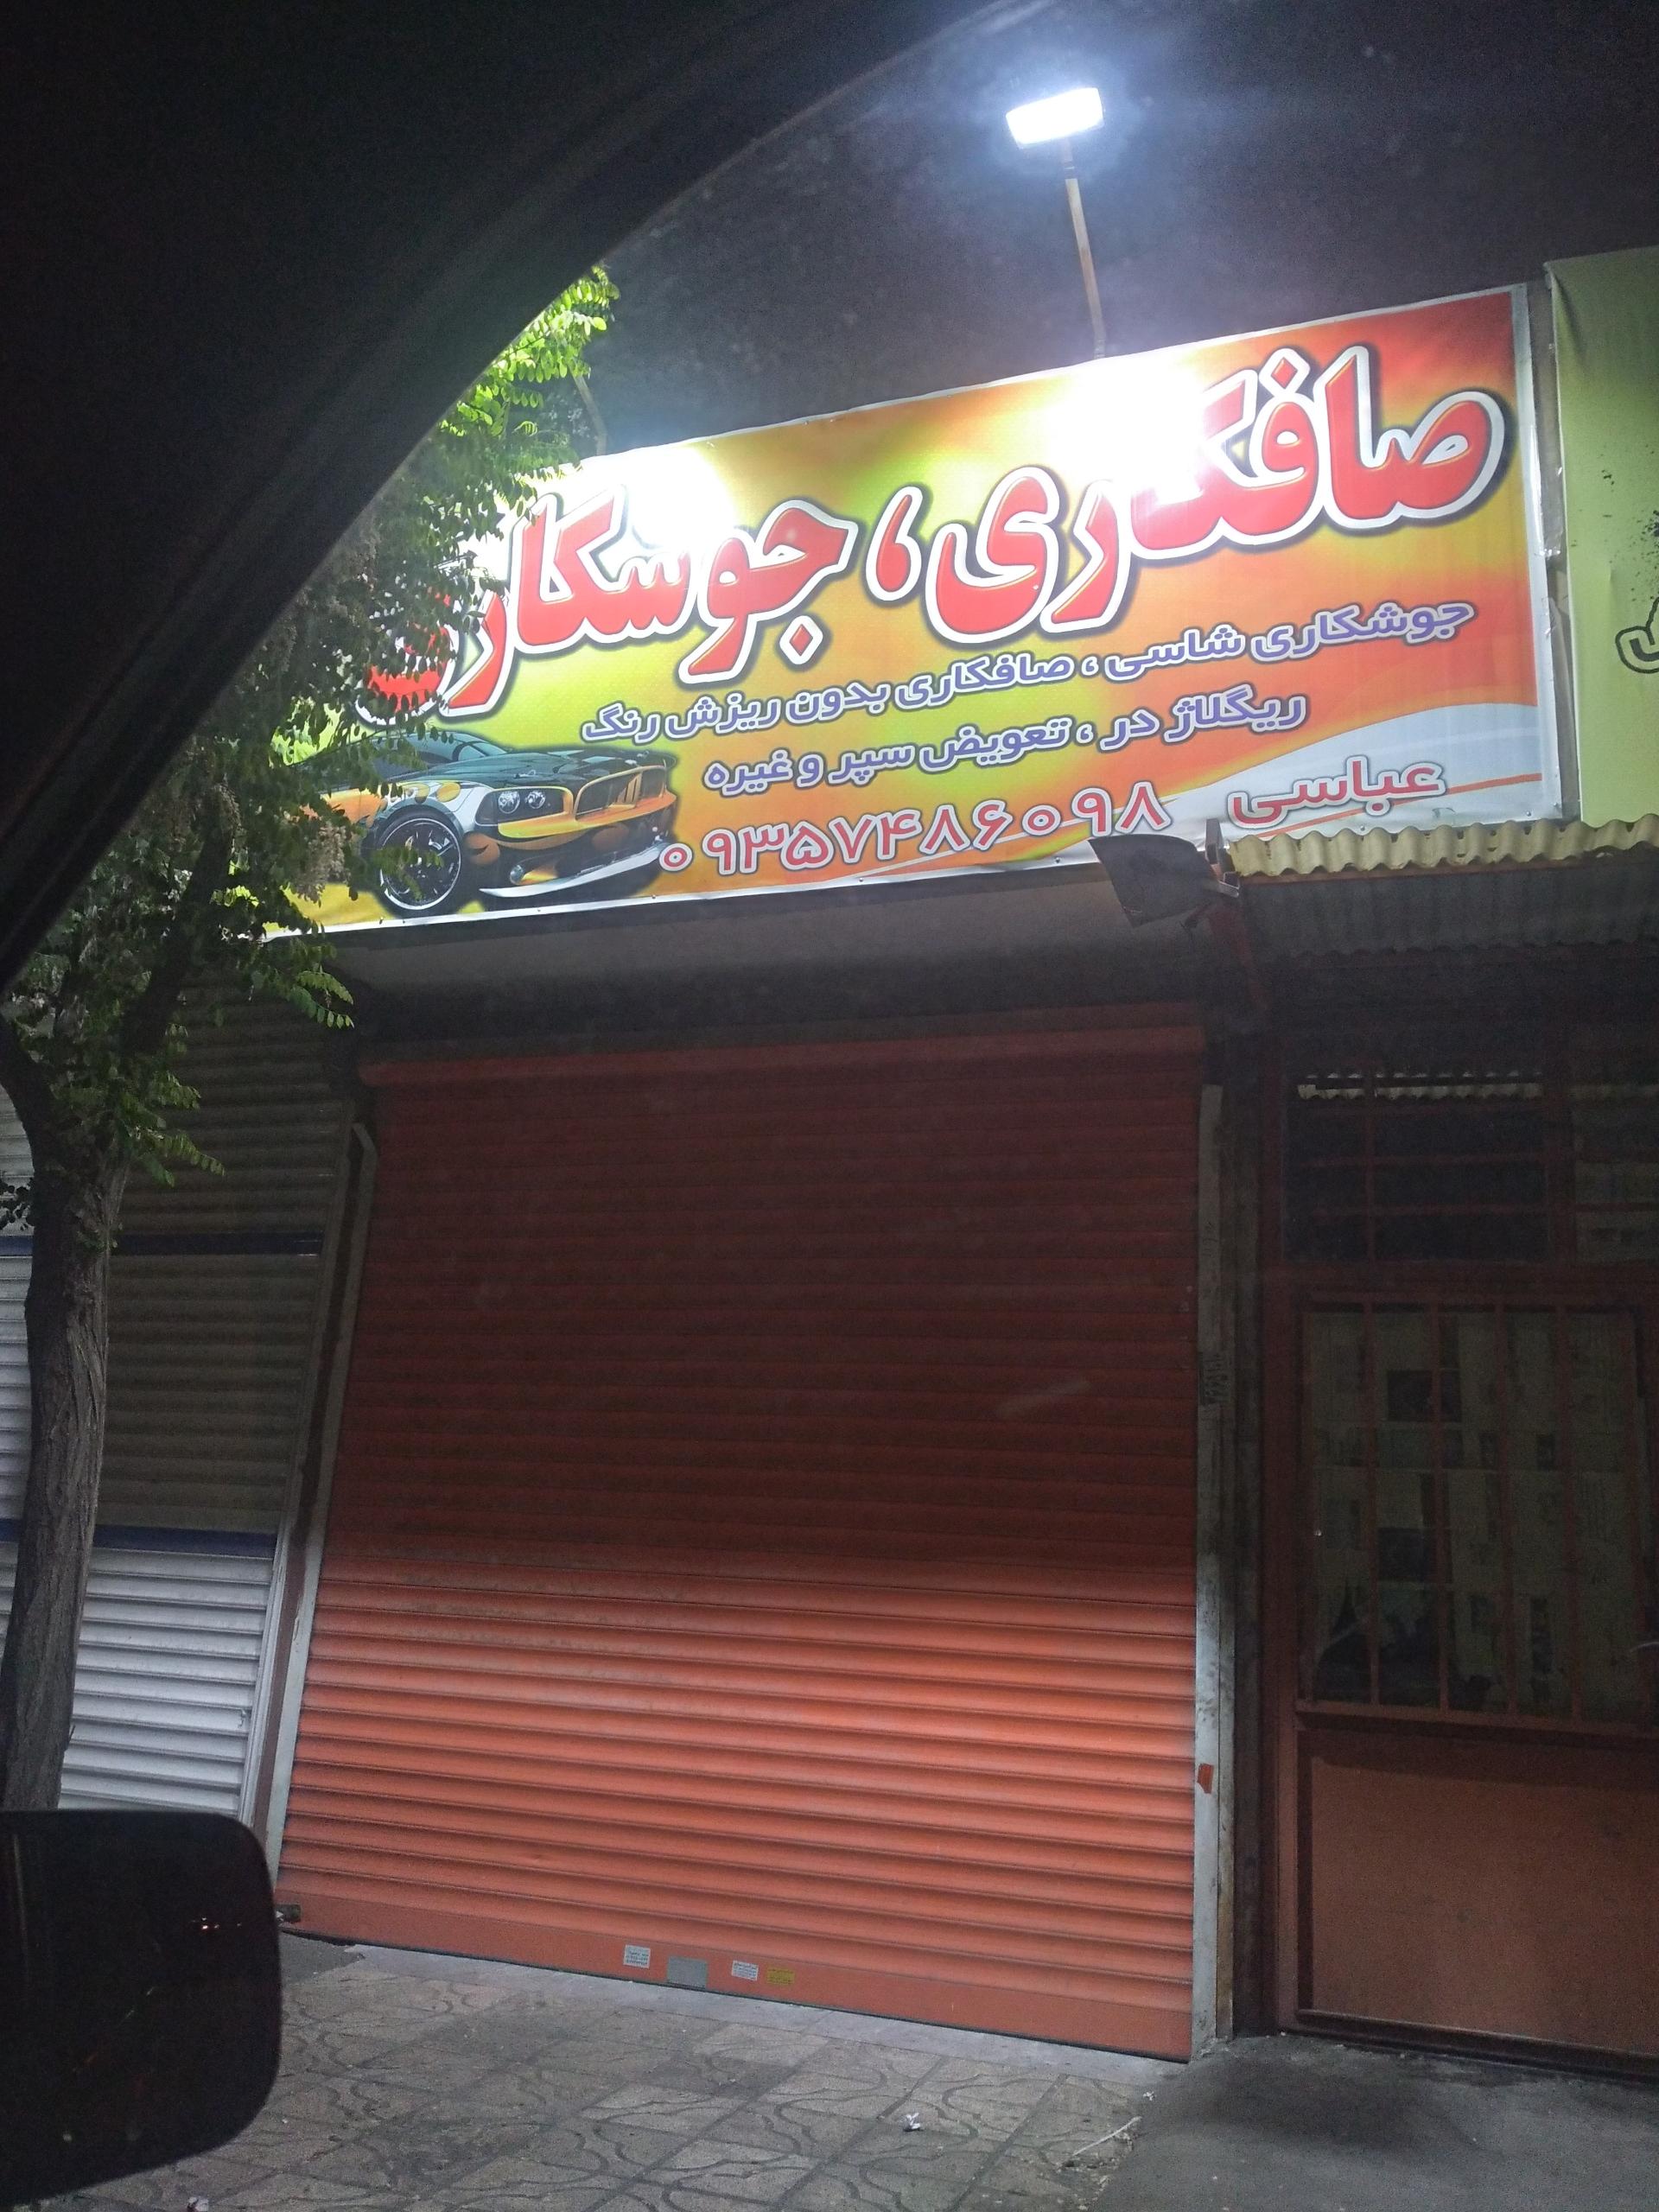 صافکاری، جوشکاری
جوشکاری شاسی ، صافکاری بدون ریزش رنگ
ریگلاژ در ، تعویض سپر و غیره
عباسی ۰۹۳۵۷۴۸۶۰۹۸